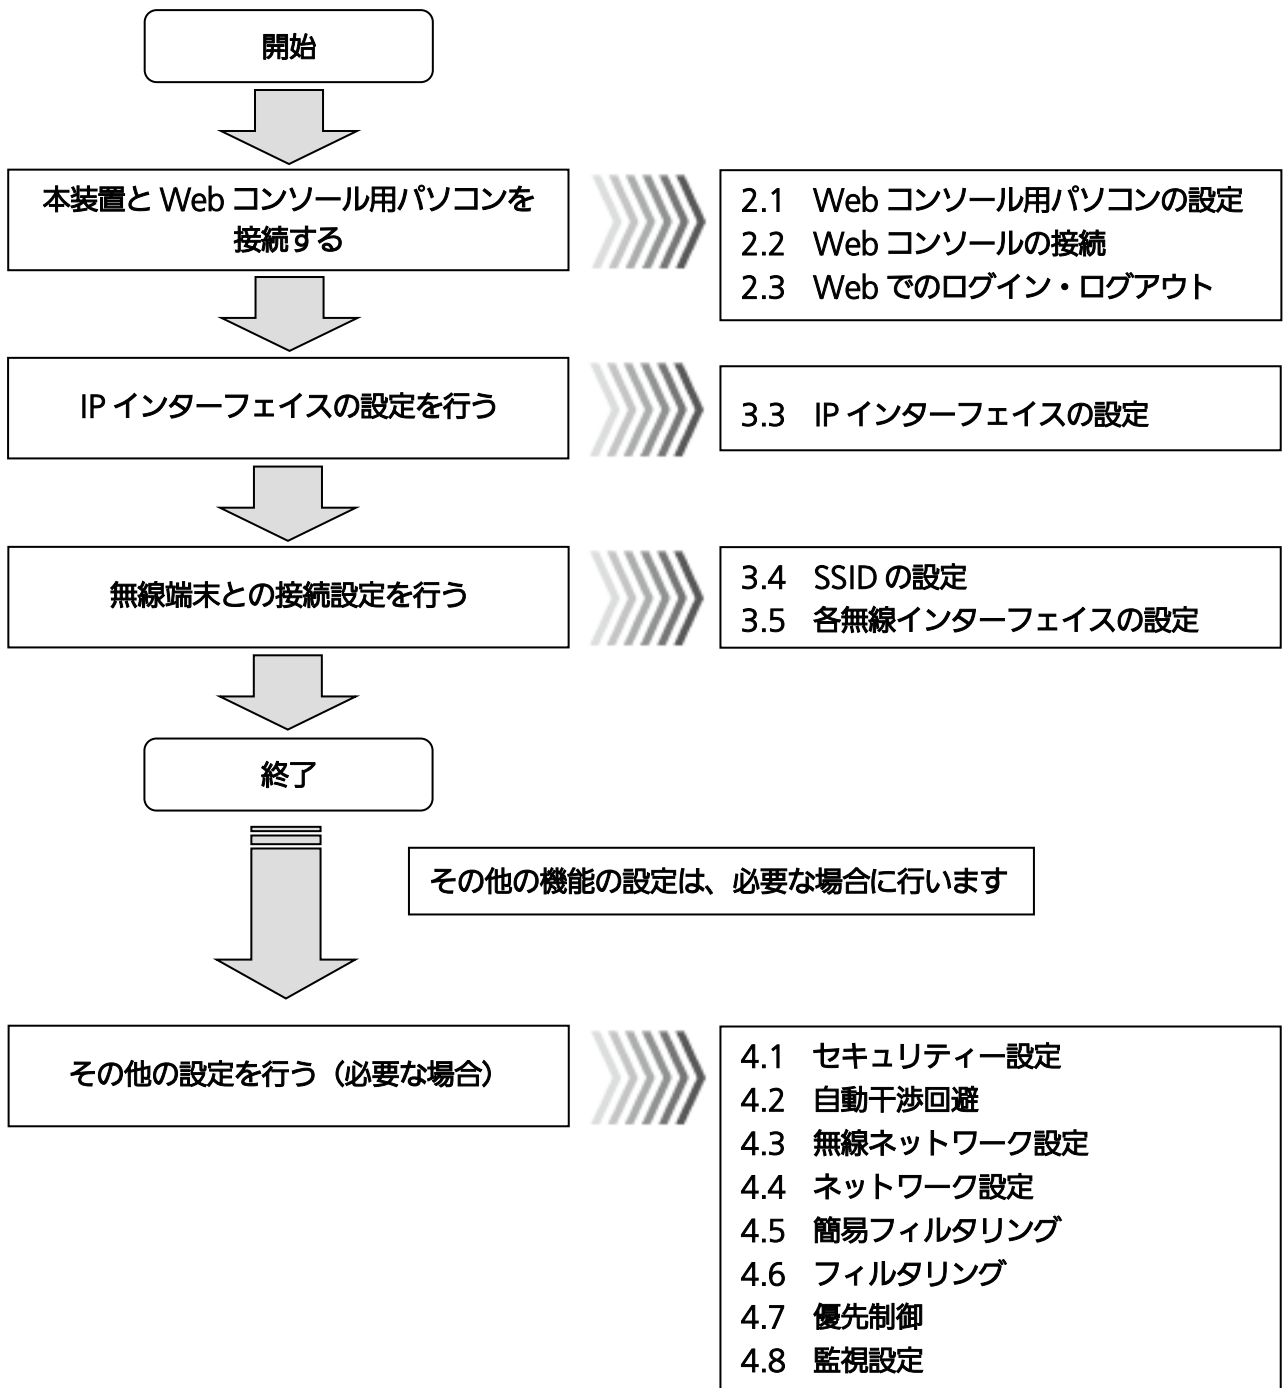 開始
本装置と Web コンソール用パソコンを
接続する
2.1 Web コンソール用パソコンの設定
2.2 Web コンソールの接続
2.3 Web でのログイン・ログアウト
IP インターフェイスの設定を行う
3.3 IP インターフェイスの設定
無線端末との接続設定を行う
3.4 SSID の設定
3.5 各無線インターフェイスの設定
終了
その他の機能の設定は、必要な場合に行います
その他の設定を行う（必要な場合）
4.1 セキュリティー設定
4.2 自動干渉回避
4.3 無線ネットワーク設定
4.4 ネットワーク設定
4.5 簡易フィルタリング
4.6 フィルタリング
4.7 優先制御
4.8 監視設定